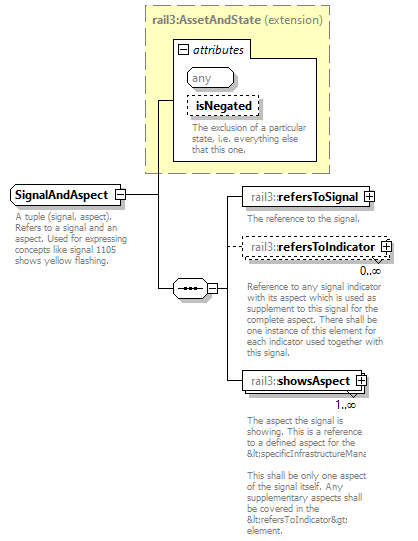 rail3:AssetAndState (extension)
attributes
any
isNegated
The exclusion of a particular
state, i.e. everything else
that this one.
SignalAndAspect
A tuple (signal, aspect).
Refers to a signal and an
aspect. Used for expressing
concepts like signal 1105
shows yellow flashing.
rail3::refersToSignal
The reference to the signal.
rail3::refersToIndicator
0..∞
Reference to any signal indicator
with its aspect which is used as
supplement to this signal for the
complete aspect. There shall be
one instance of this element for
each indicator used together with
this signal.
rail3::showsAspect
1..∞
The aspect the signal is
showing. This is a reference
to a defined aspect for the
&lt;specificInfrastructureMana
This shall be only one aspect
of the signal itself. Any
supplementary aspects shall
be covered in the
&lt;refersToIndicator&gt;
element.